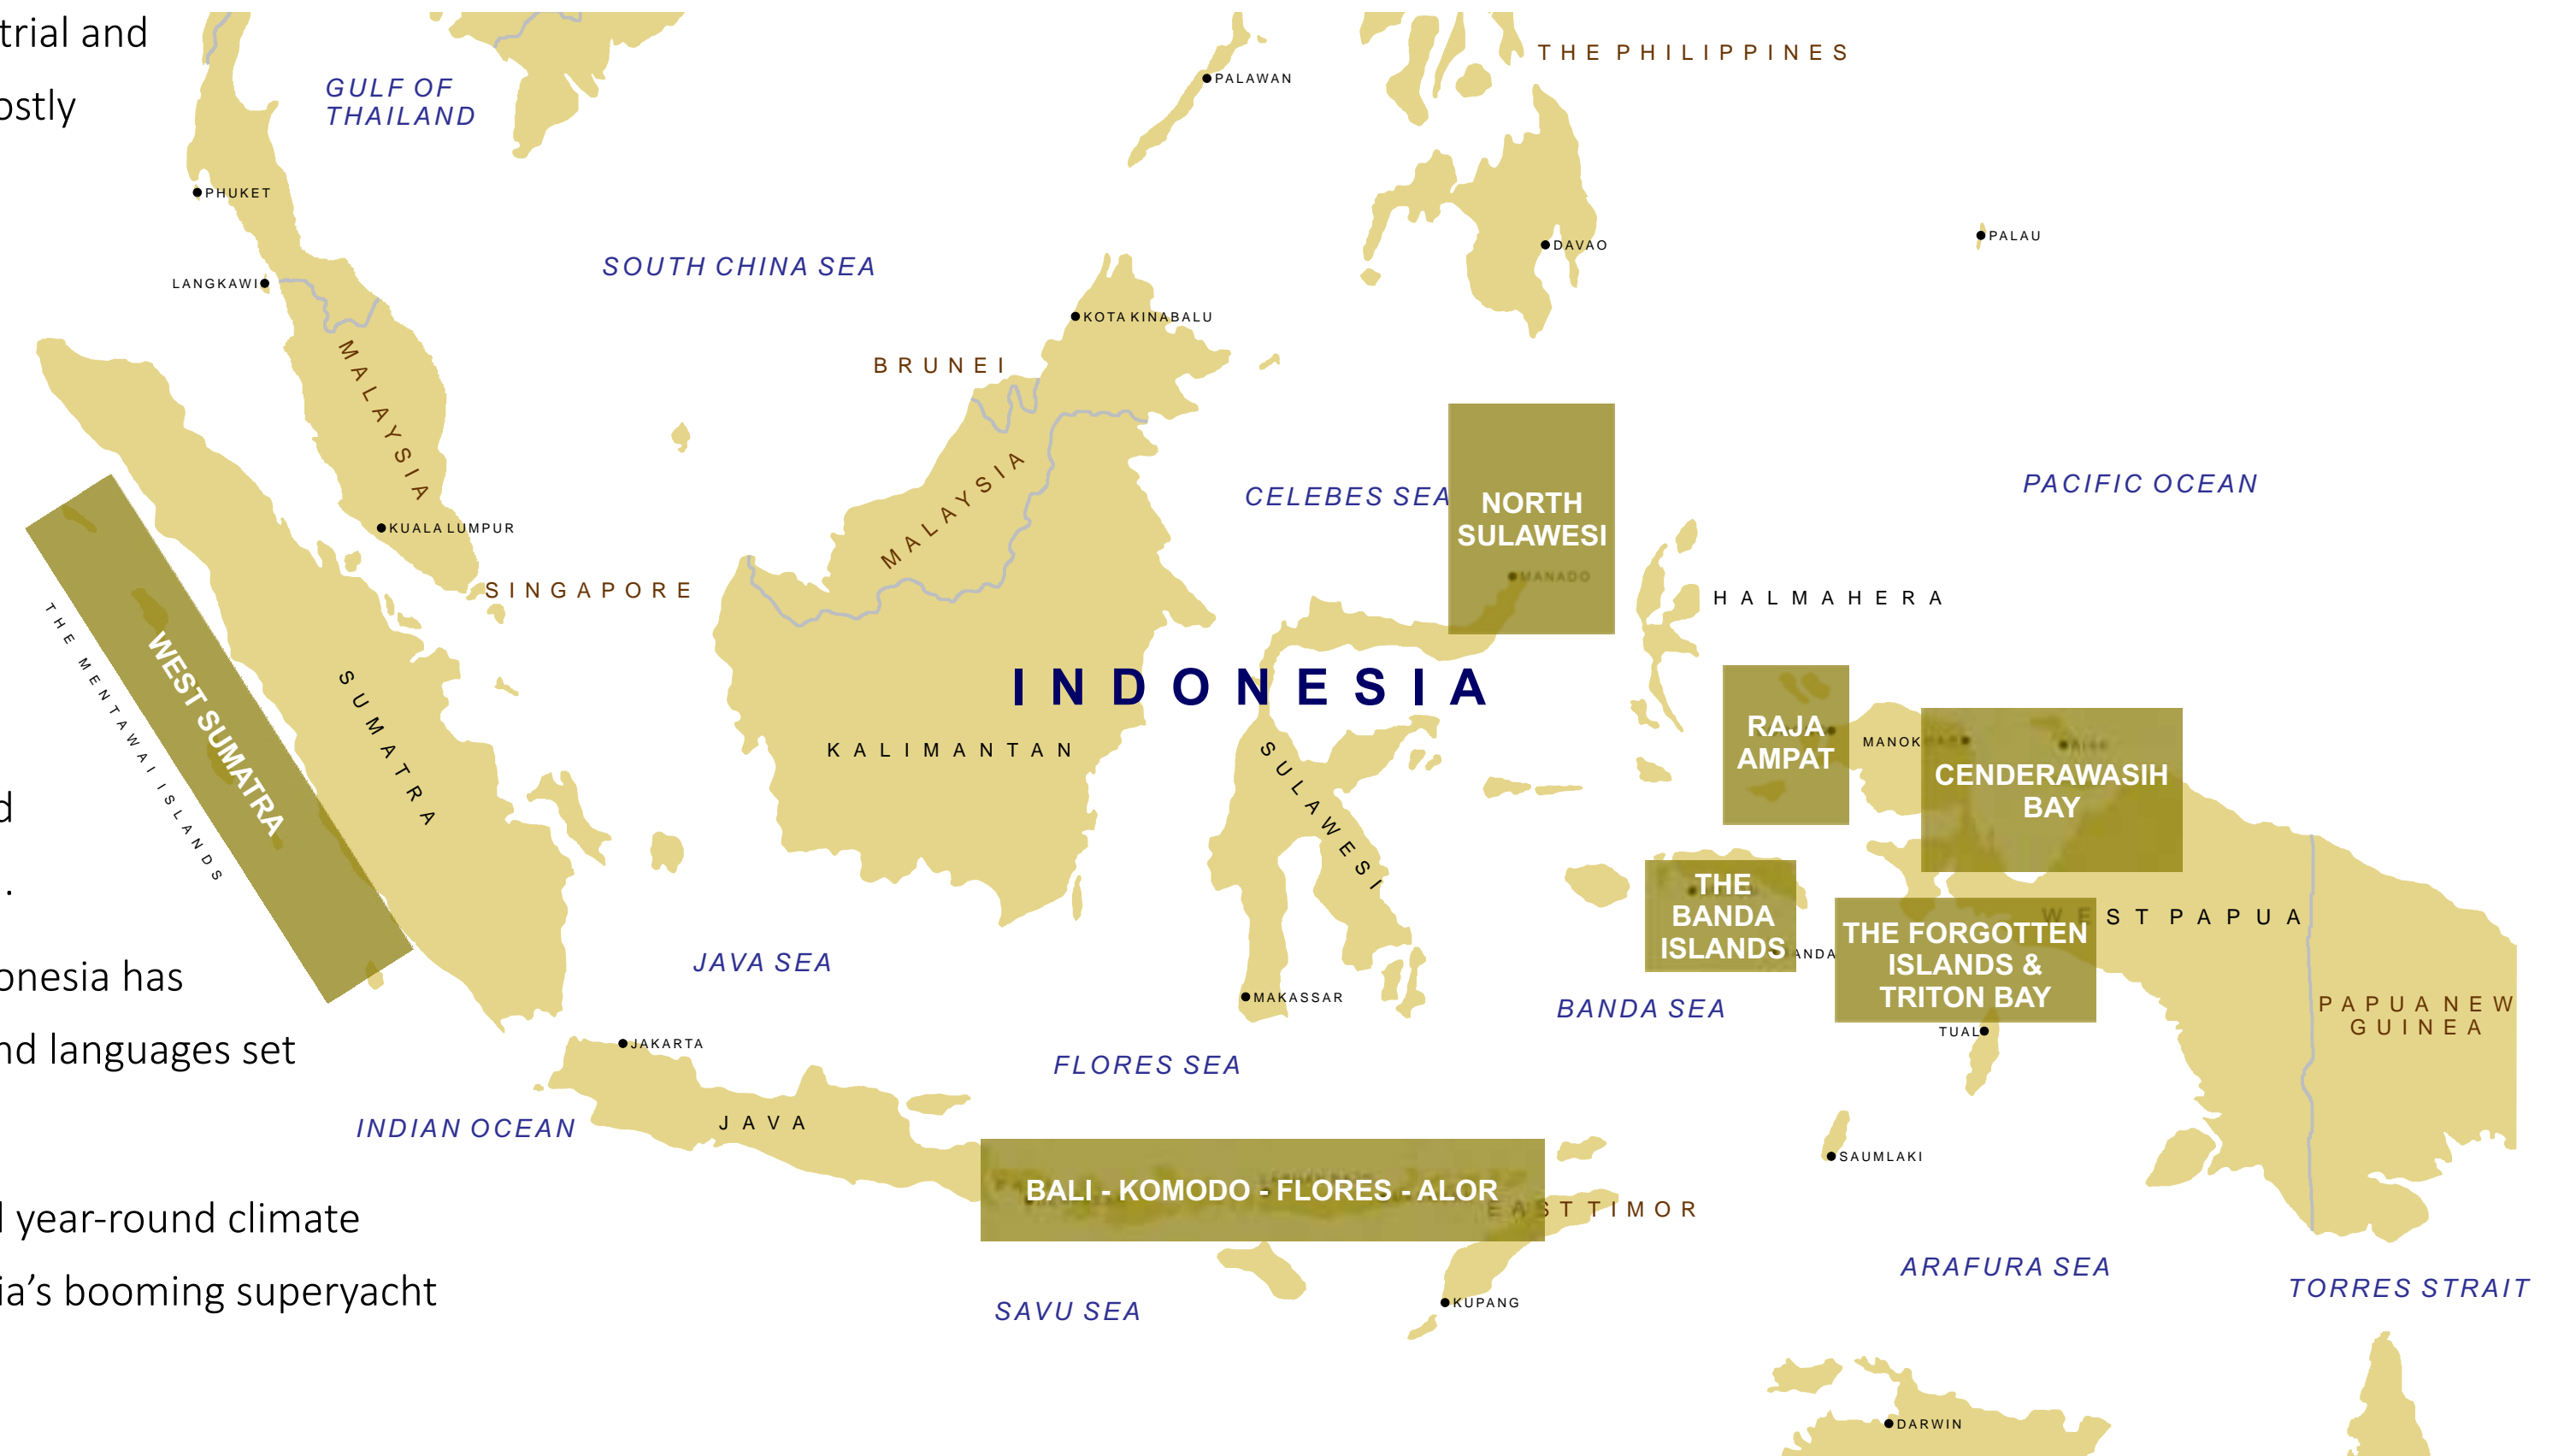 trial and
ostly
d
.
onesia has
nd languages set
l year-round climate
ia’s booming superyacht
THE PHILIPPINES
PALAWAN
GULF OF
THAILAND
PHUKET
DAVAO
PALAU
SOUTH CHINA SEA
LANGKAWI
KOTA KINABALU
BRUNEI
MALAYSIA
MALAYSIA
CELEBES SEA
PACIFIC OCEAN
NORTH
SULAWESI
MANADO
KUALA LUMPUR
SINGAPORE
HALMAHERA
WEST SUMATRA
THE MENTAWAI ISLANDS
SUMATRA
INDONESIA
KALIMANTAN
SULAWESI
RAJA
AMPAT
MANOK
CENDERAWASIH
BAY
THE
BANDA
ISLANDS
ANDA
THE FORGOTTEN
ISLANDS &
TRITON BAY
WEST PAPUA
JAVA SEA
MAKASSAR
BANDA SEA
PAPUA NEW
GUINEA
TUAL
JAKARTA
FLORES SEA
JAVA
INDIAN OCEAN
SAUMLAKI
BALI - KOMODO - FLORES - ALOR
EAST TIMOR
ARAFURA SEA
TORRES STRAIT
SAVU SEA
KUPANG
DARWIN